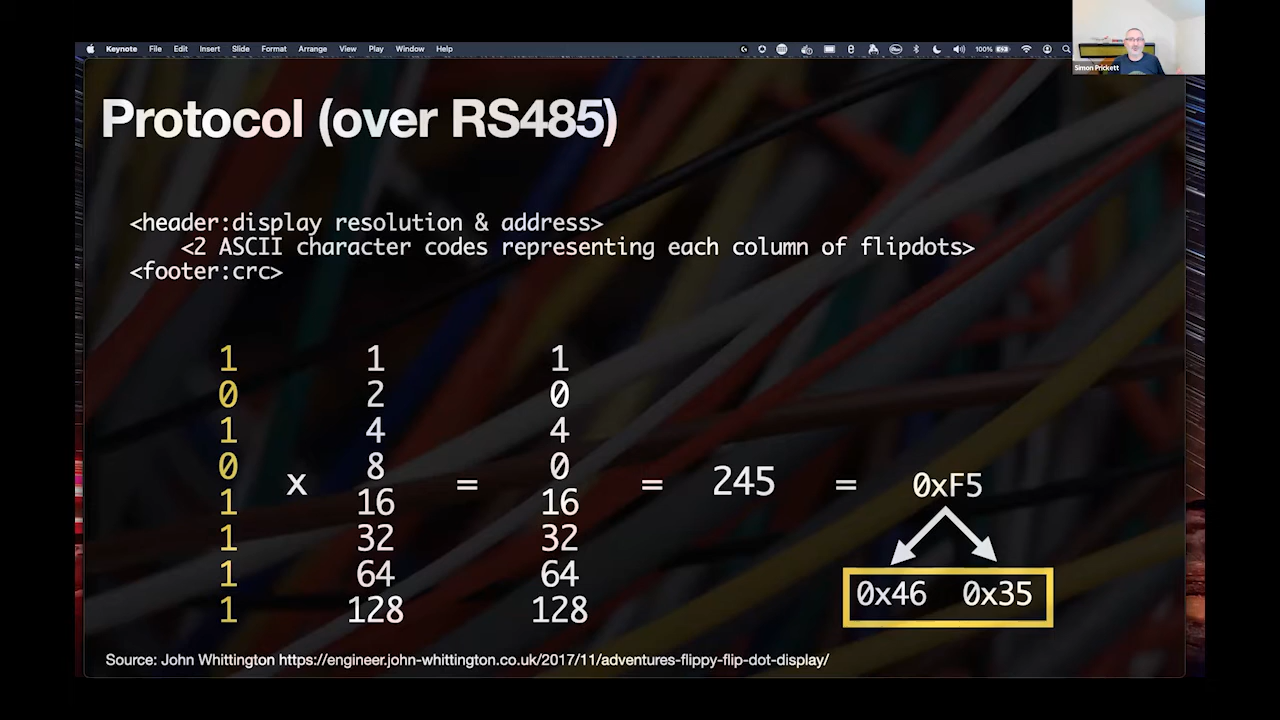 Keynote File Edit Insert Slide Format Arrange View Play Window Help 100%
Simon Prickett
Protocol (over RS485)
<header:display resolution & address>
<2 ASCII character codes representing each column of flipdots>
<footer:crc>
1 1 1
0 2 0
1 4 4
0 8 0
x = = 245 = 0xF5
1 16 16
1 32 32
1 64 64
0x46 0x35
1 128 128
Source: John Whittington https://engineer.john-whittington.co.uk/2017/11/adventures-flippy-flip-dot-display/